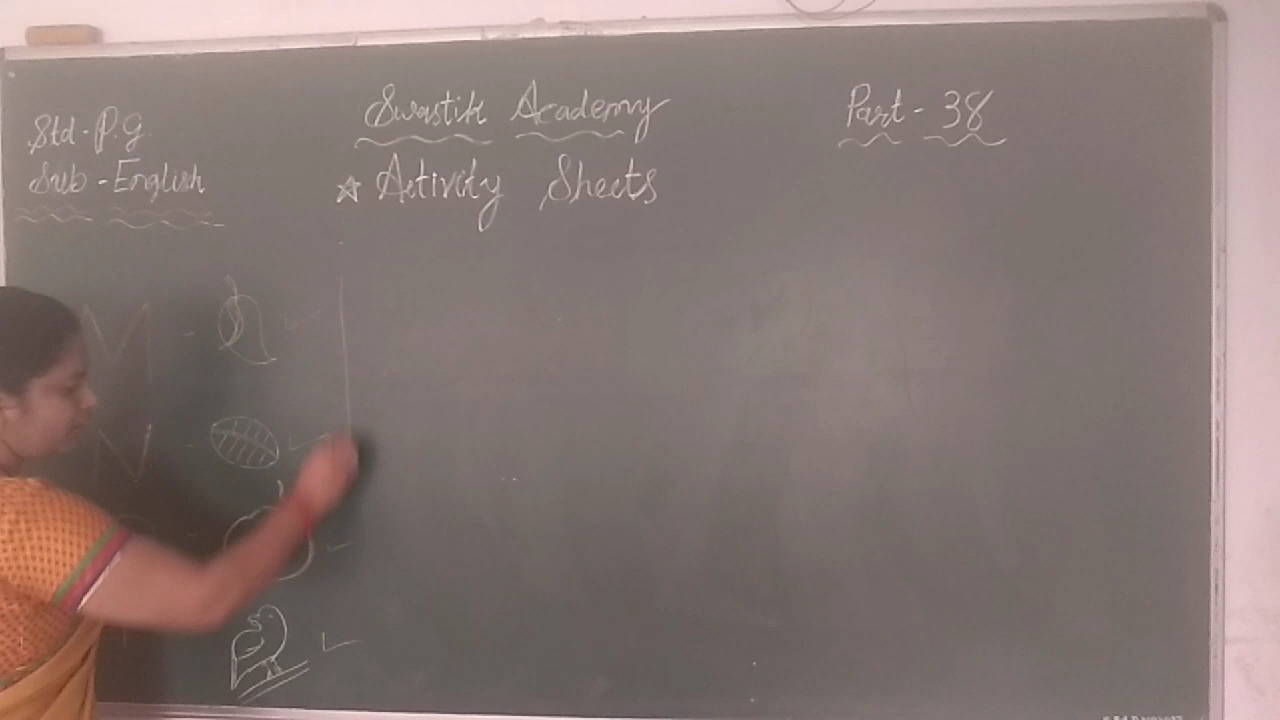 Std - P.G.
Sub - English
Swastik Academy
☆ Activity Sheets
Part - 38
M -
N -